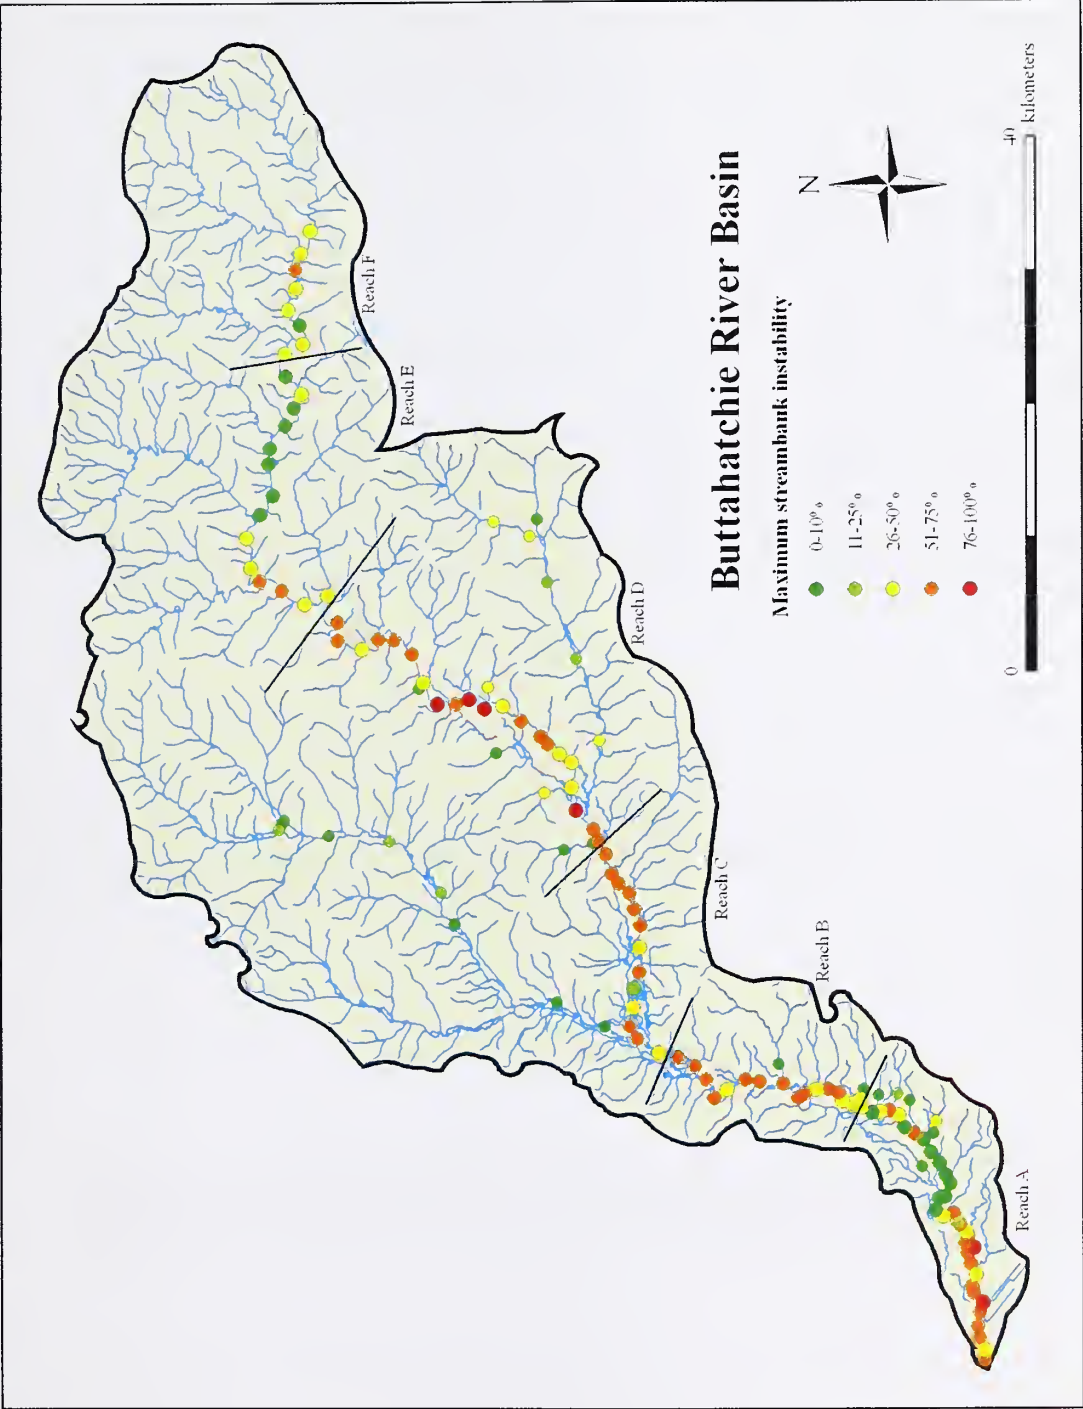 Buttahatchie River Basin
Maximum streambank instability
0-10%
11-25%
26-50%
51-75%
76-100%
N
0
40
kilometers
Reach A
Reach B
Reach C
Reach D
Reach E
Reach F